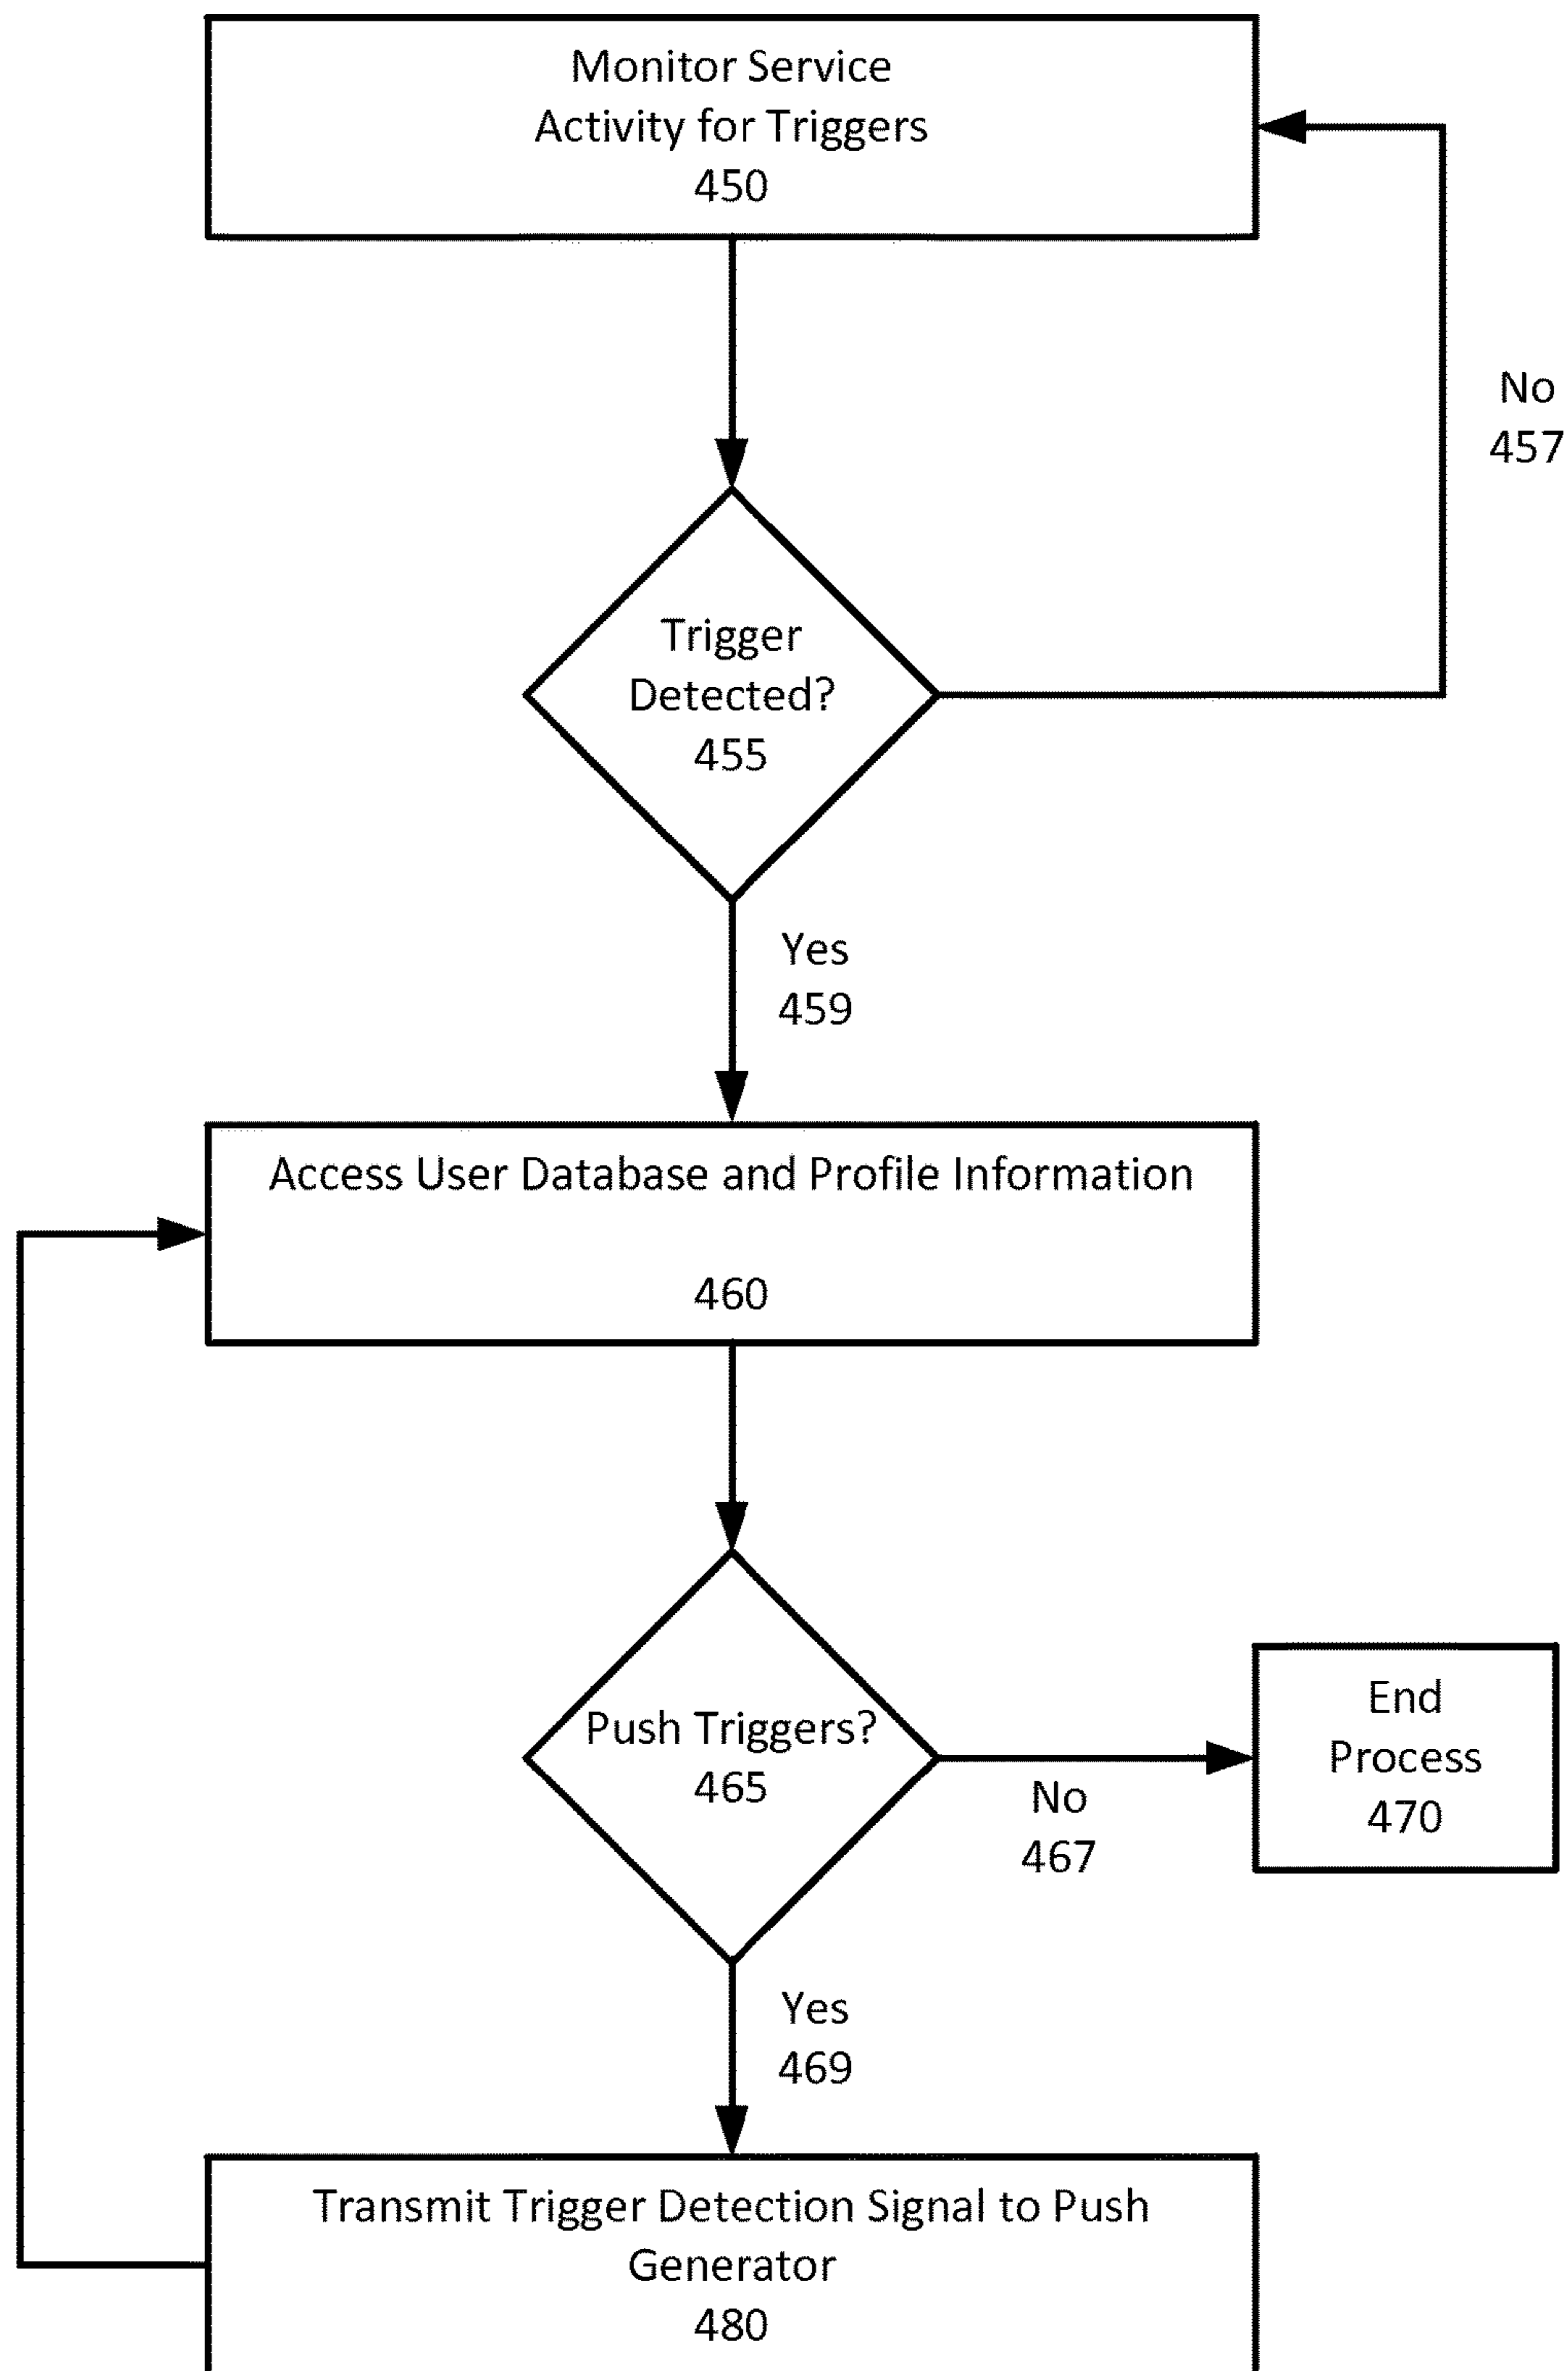 Monitor Service
Activity for Triggers
450
No
457
Trigger
Detected?
455
Yes
459
Access User Database and Profile Information
460
Push Triggers?
465
No
467
End
Process
470
Yes
469
Transmit Trigger Detection Signal to Push
Generator
480